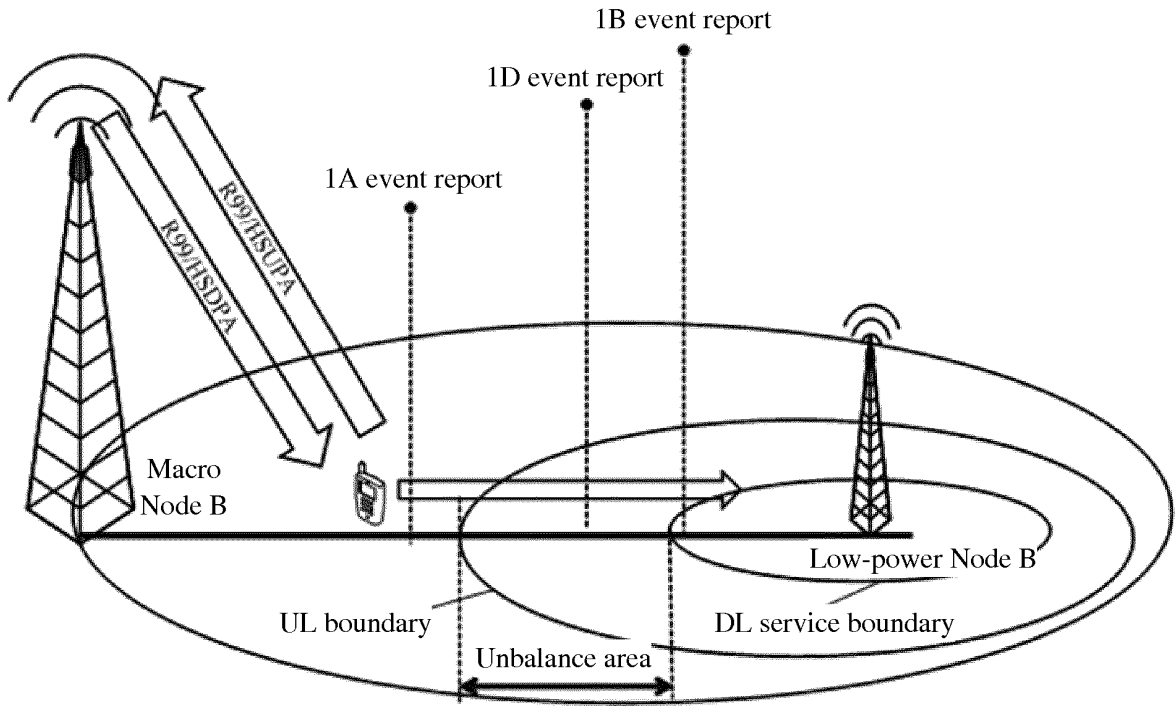 1B event report
1D event report
1A event report
R99/HSUPA
R99/HSDPA
Macro
Node B
Low-power Node B
UL boundary
DL service boundary
Unbalance area